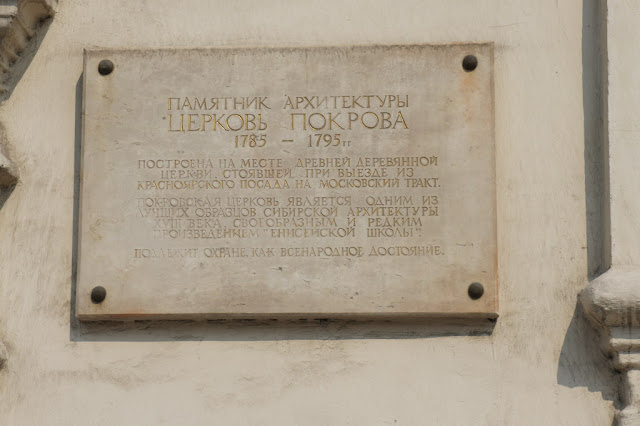 ПАМЯТНИК АРХИТЕКТУРЫ
ЦЕРКОВЬ ПОКРОВА
1785 – 1795гг
ПОСТРОЕНА НА МЕСТЕ ДРЕВНЕЙ ДЕРЕВЯННОЙ
ЦЕРКВИ, СТОЯВШЕЙ ПРИ ВЫЕЗДЕ ИЗ
КРАСНОЯРСКОГО ПОСАДА НА МОСКОВСКИЙ ТРАКТ.
ПОКРОВСКАЯ ЦЕРКОВЬ ЯВЛЯЕТСЯ ОДНИМ ИЗ
ЛУЧШИХ ОБРАЗЦОВ СИБИРСКОЙ АРХИТЕКТУРЫ
XVIII ВЕКА, СВОЕОБРАЗНЫМ И РЕДКИМ
ПРОИЗВЕДЕНИЕМ "ЕНИСЕЙСКОЙ ШКОЛЫ".
ПОДЛЕЖИТ ОХРАНЕ, КАК ВСЕНАРОДНОЕ ДОСТОЯНИЕ.